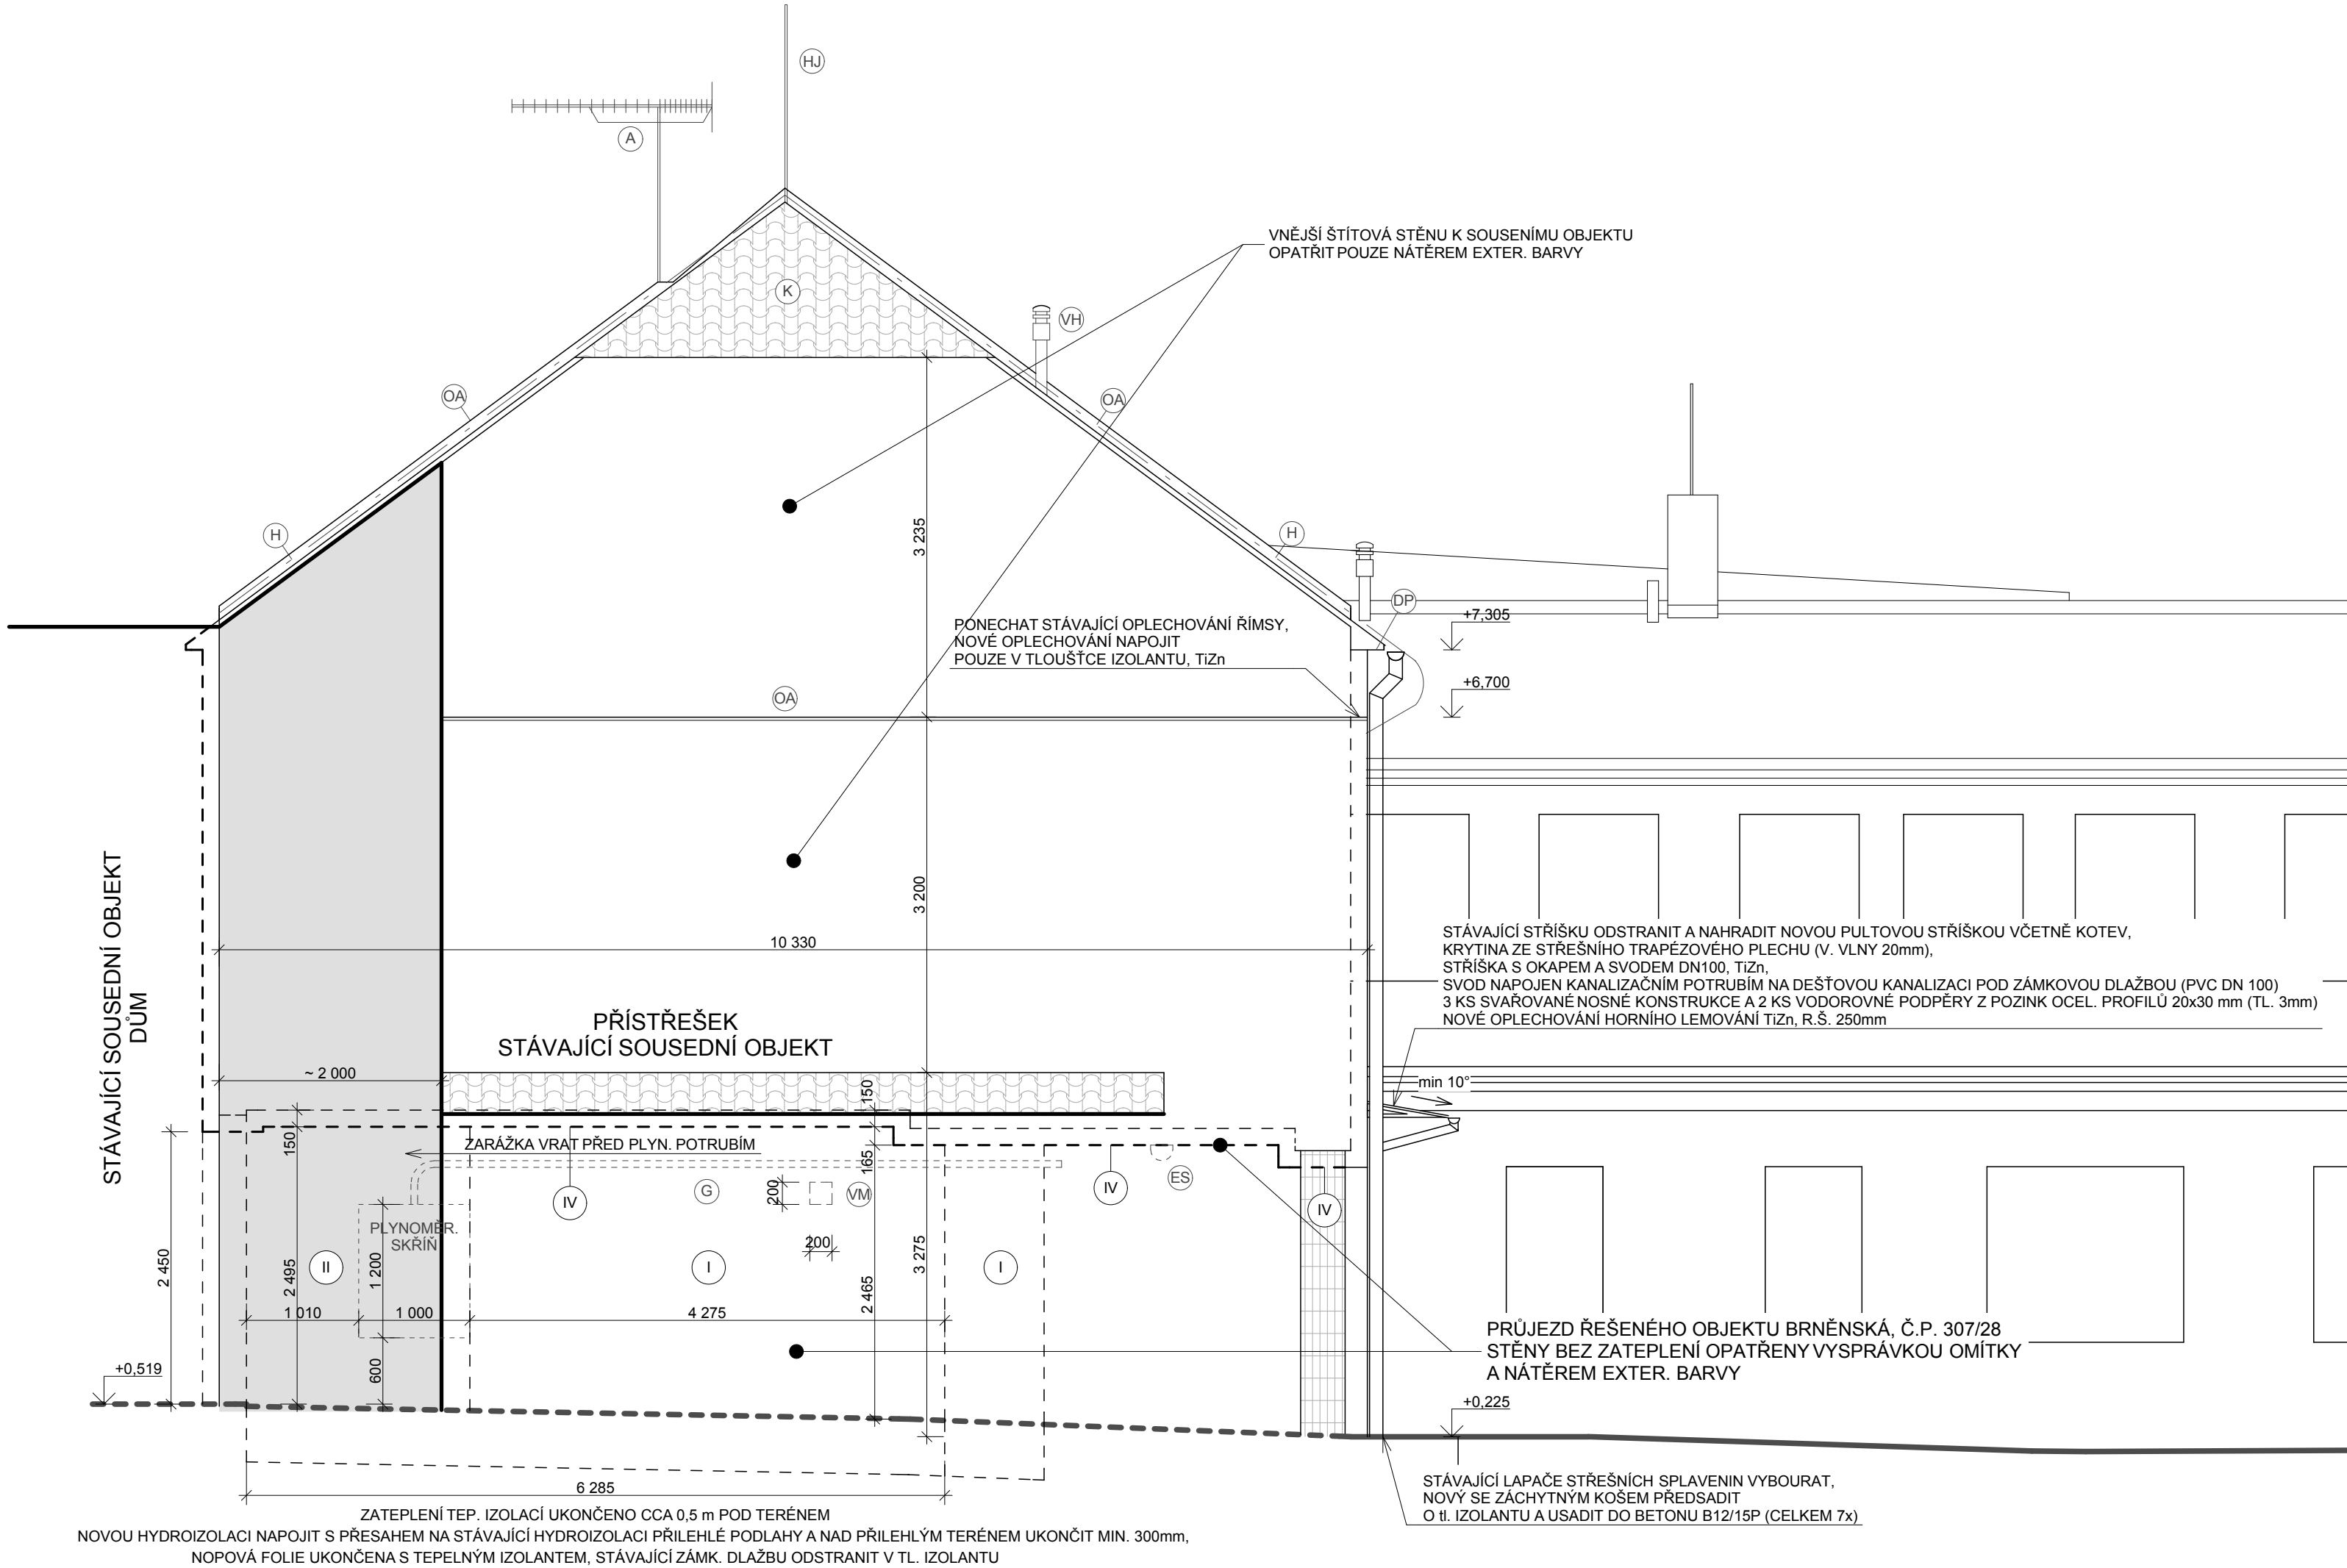 HJ
A
VNĚJŠÍ ŠTÍTOVÁ STĚNU K SOUSENÍMU OBJEKTU
OPATŘIT POUZE NÁTĚREM EXTER. BARVY
K
VH
OA
OA
3 235
H
H
DP
PONECHAT STÁVAJÍCÍ OPLECHOVÁNÍ ŘÍMSY,
NOVÉ OPLECHOVÁNÍ NAPOJIT
POUZE V TLOUŠŤCE IZOLANTU, TiZn
+7,305
+6,700
OA
STÁVAJÍCÍ SOUSEDNÍ OBJEKT
DŮM
3 200
10 330
STÁVAJÍCÍ STŘÍŠKU ODSTRANIT A NAHRADIT NOVOU PULTOVOU STŘÍŠKOU VČETNĚ KOTEV,
KRYTINA ZE STŘEŠNÍHO TRAPÉZOVÉHO PLECHU (V. VLNY 20mm),
STŘÍŠKA S OKAPEM A SVODEM DN100, TiZn,
SVOD NAPOJEN KANALIZAČNÍM POTRUBÍM NA DEŠŤOVOU KANALIZACI POD ZÁMKOVOU DLAŽBOU (PVC DN 100)
3 KS SVAŘOVANÉ NOSNÉ KONSTRUKCE A 2 KS VODOROVNÉ PODPĚRY Z POZINK OCEL. PROFILŮ 20x30 mm (TL. 3mm)
NOVÉ OPLECHOVÁNÍ HORNÍHO LEMOVÁNÍ TiZn, R.Š. 250mm
PŘÍSTŘEŠEK
STÁVAJÍCÍ SOUSEDNÍ OBJEKT
~ 2 000
150
min 10°
150
ZARÁŽKA VRAT PŘED PLYN. POTRUBÍM
165
G
200
VM
IV
IV
ES
IV
PLYNOMĚR.
SKŘÍŇ
200
2 450
2 495
II
1 200
I
3 275
I
2 465
1 010
1 000
4 275
PRŮJEZD ŘEŠENÉHO OBJEKTU BRNĚNSKÁ, Č.P. 307/28
STĚNY BEZ ZATEPLENÍ OPATŘENY VYSPRÁVKOU OMÍTKY
A NÁTĚREM EXTER. BARVY
+0,519
600
+0,225
6 285
STÁVAJÍCÍ LAPAČE STŘEŠNÍCH SPLAVENIN VYBOURAT,
NOVÝ SE ZÁCHYTNÝM KOŠEM PŘEDSADIT
O tl. IZOLANTU A USADIT DO BETONU B12/15P (CELKEM 7x)
ZATEPLENÍ TEP. IZOLACÍ UKONČENO CCA 0,5 m POD TERÉNEM
NOVOU HYDROIZOLACI NAPOJIT S PŘESAHEM NA STÁVAJÍCÍ HYDROIZOLACI PŘILEHLÉ PODLAHY A NAD PŘILEHLÝM TERÉNEM UKONČIT MIN. 300mm,
NOPOVÁ FOLIE UKONČENA S TEPELNÝM IZOLANTEM, STÁVAJÍCÍ ZÁMK. DLAŽBU ODSTRANIT V TL. IZOLANTU